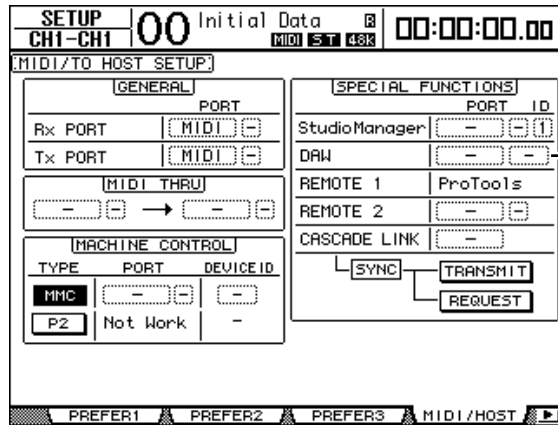 SETUP
CH1-CH1
00
Initial Data
MIDI ST 48K
00:00:00.00
MIDI/TO HOST SETUP
GENERAL
PORT
Rx PORT MIDI -
Tx PORT MIDI -
MIDI THRU
- - → - -
MACHINE CONTROL
TYPE PORT DEVICE ID
MMC - - -
P2 Not Work -
SPECIAL FUNCTIONS
PORT ID
StudioManager - - 1
DAW - -
REMOTE 1 ProTools
REMOTE 2 - -
CASCADE LINK -
SYNC TRANSMIT
REQUEST
PREFER1 PREFER2 PREFER3 MIDI/HOST